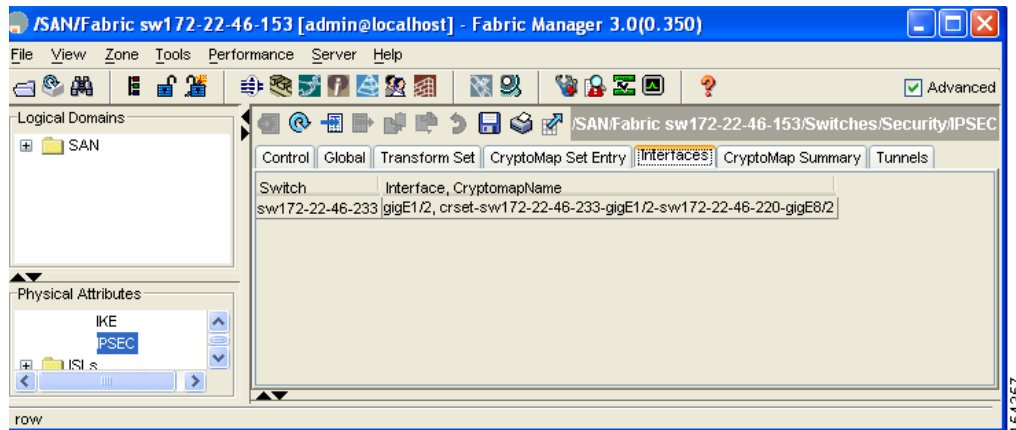 /SAN/Fabric sw172-22-46-153 [admin@localhost] - Fabric Manager 3.0(0.350)
File View Zone Tools Performance Server Help
Advanced
Logical Domains
SAN
/SAN/Fabric sw172-22-46-153/Switches/Security/IPSEC
Control Global Transform Set CryptoMap Set Entry Interfaces CryptoMap Summary Tunnels
Switch Interface, CryptomapName
sw172-22-46-233 gigE1/2, crset-sw172-22-46-233-gigE1/2-sw172-22-46-220-gigE8/2
Physical Attributes
IKE
IPSEC
ISLs
row